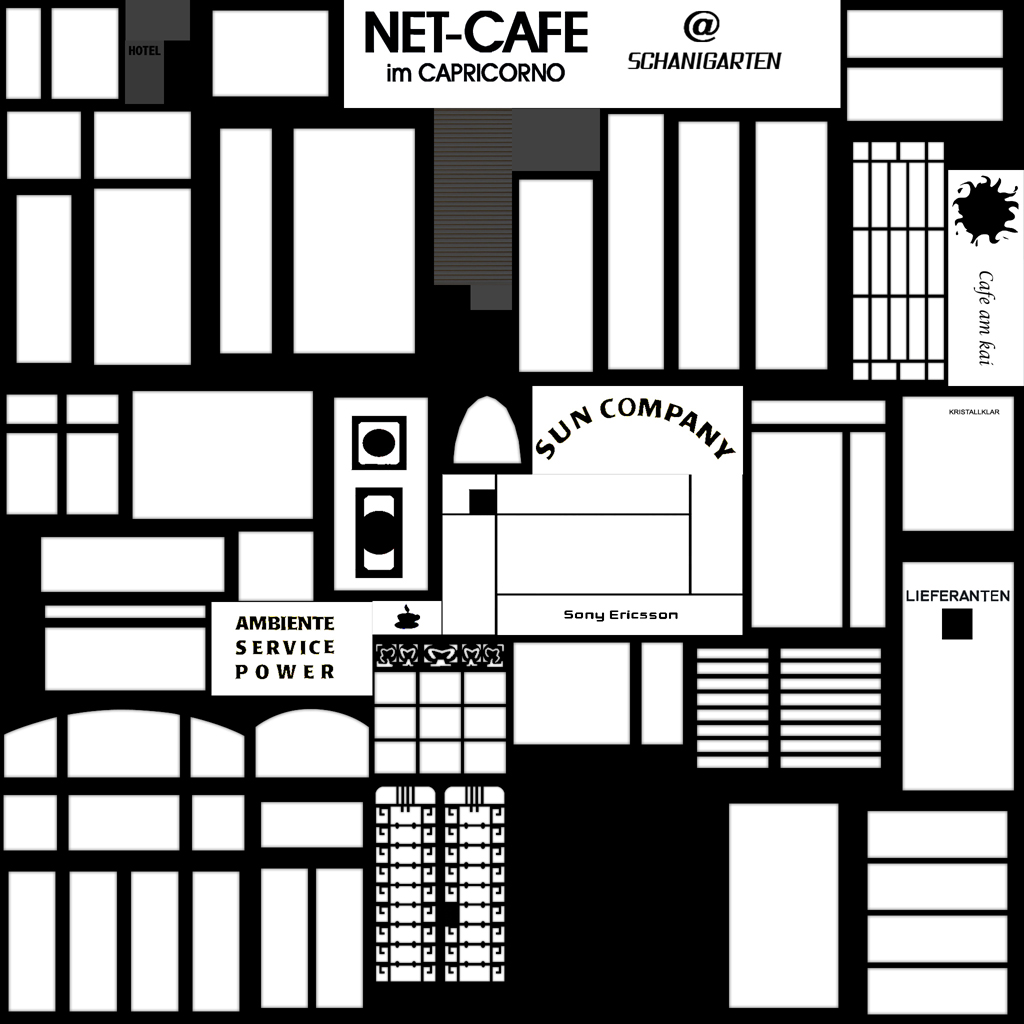 NET-CAFE
im CAPRICORNO
@
SCHANIGARTEN
HOTEL
Cafe am kai
SUN COMPANY
KRISTALLKLAR
Sony Ericsson
LIEFERANTEN
AMBIENTE
SERVICE
POWER